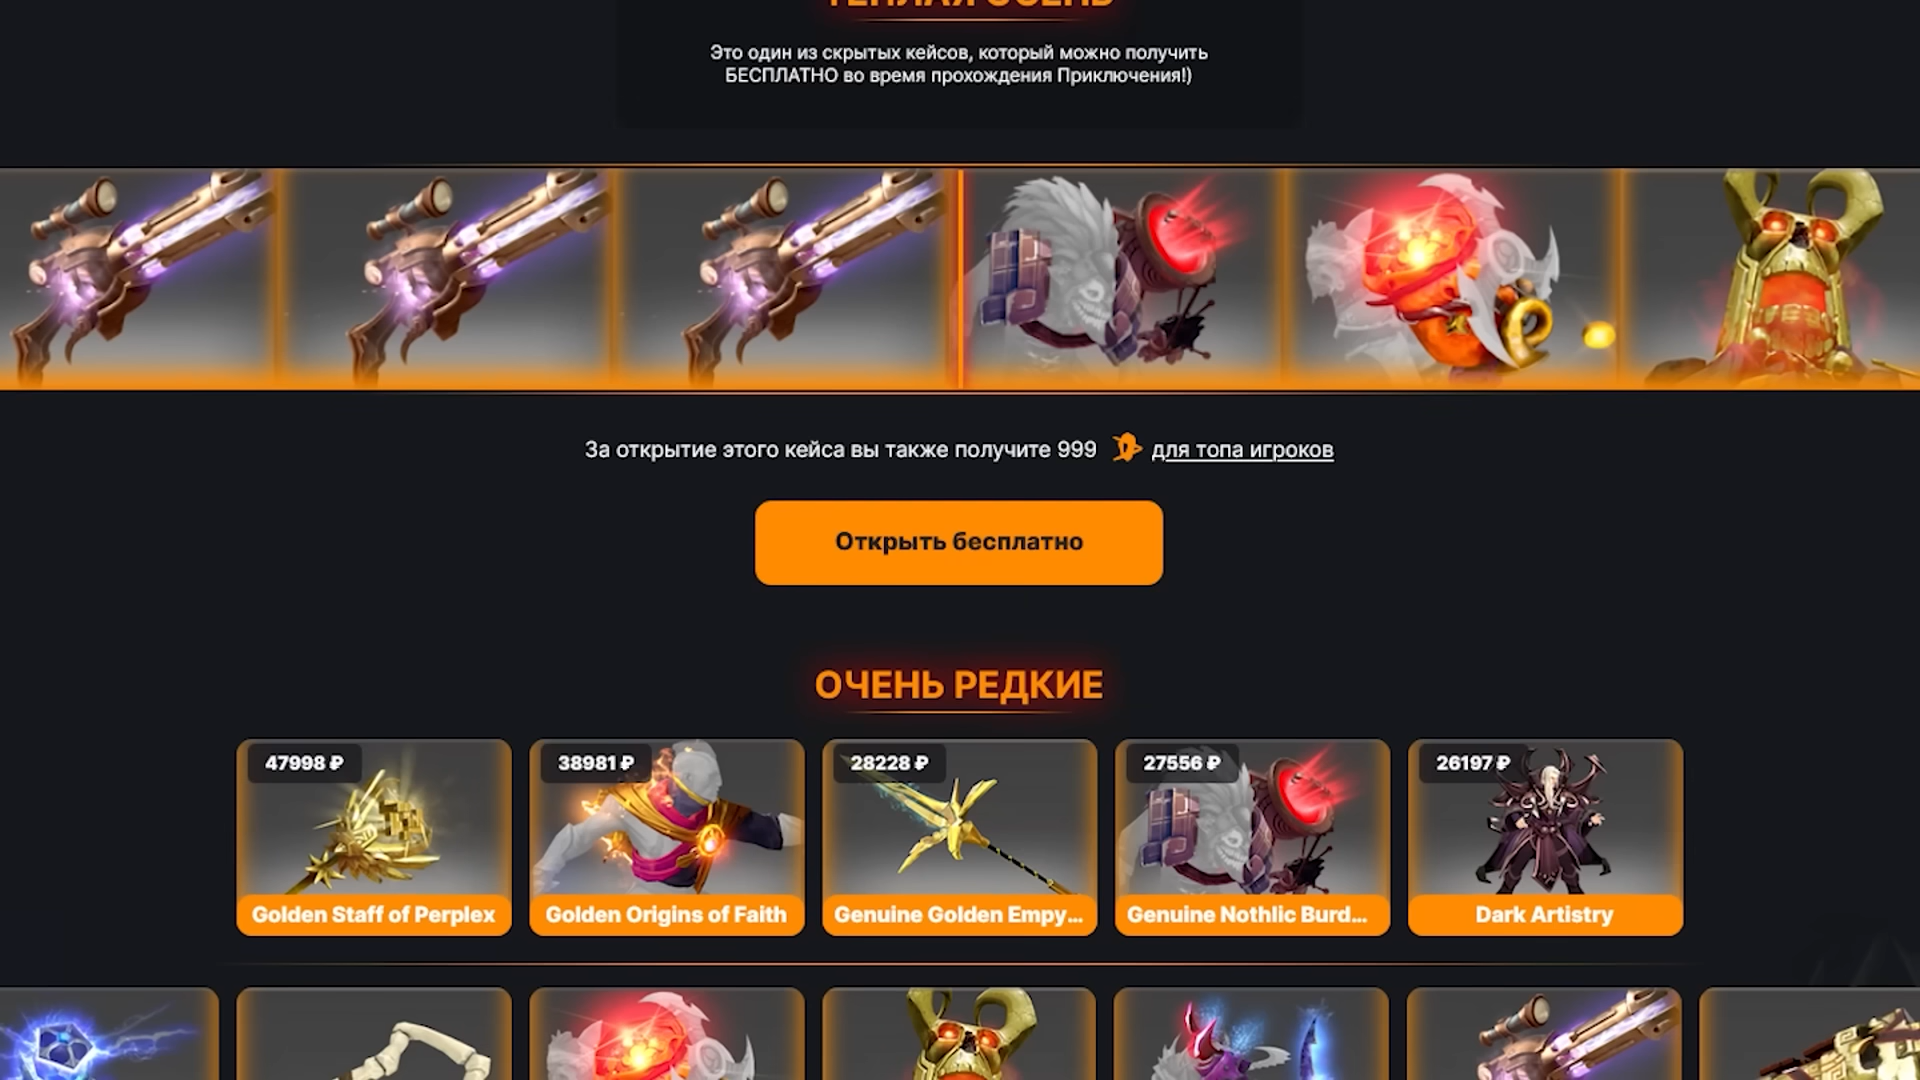 ТЁПЛАЯ ОСЕНЬ
Это один из скрытых кейсов, который можно получить
БЕСПЛАТНО во время прохождения Приключения!)
За открытие этого кейса вы также получите 999 для топа игроков
Открыть бесплатно
ОЧЕНЬ РЕДКИЕ
47998 ₽
38981 ₽
28228 ₽
27556 ₽
26197 ₽
Golden Staff of Perplex
Golden Origins of Faith
Genuine Golden Empy...
Genuine Nothlic Burd...
Dark Artistry